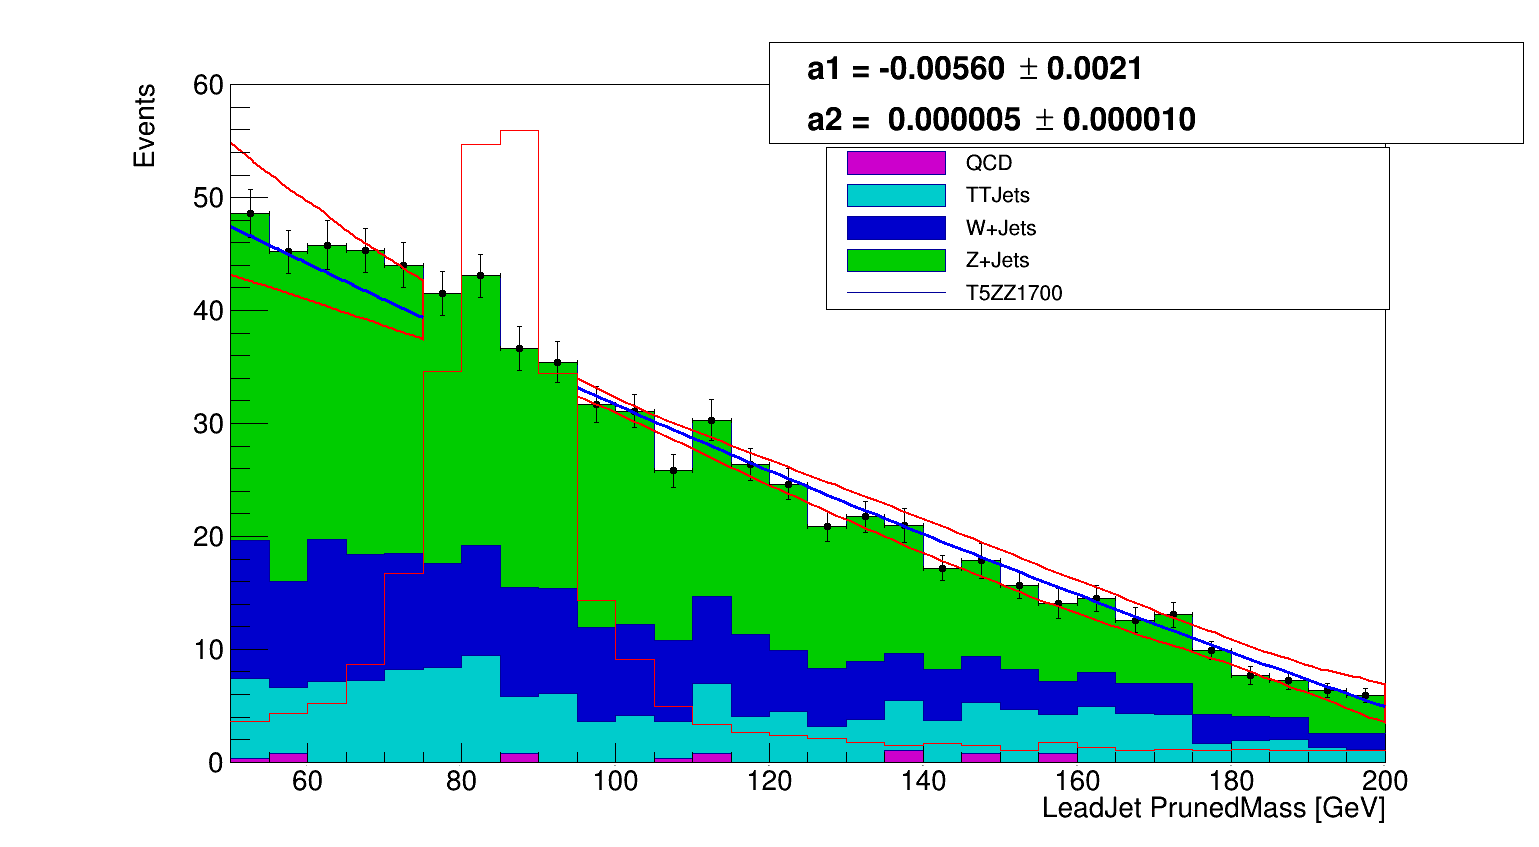 a1 = -0.00560 ± 0.0021
a2 = 0.000005 ± 0.000010
QCD
TTJets
W+Jets
Z+Jets
T5ZZ1700
Events
60
50
40
30
20
10
0
60 80 100 120 140 160 180 200
LeadJet PrunedMass [GeV]